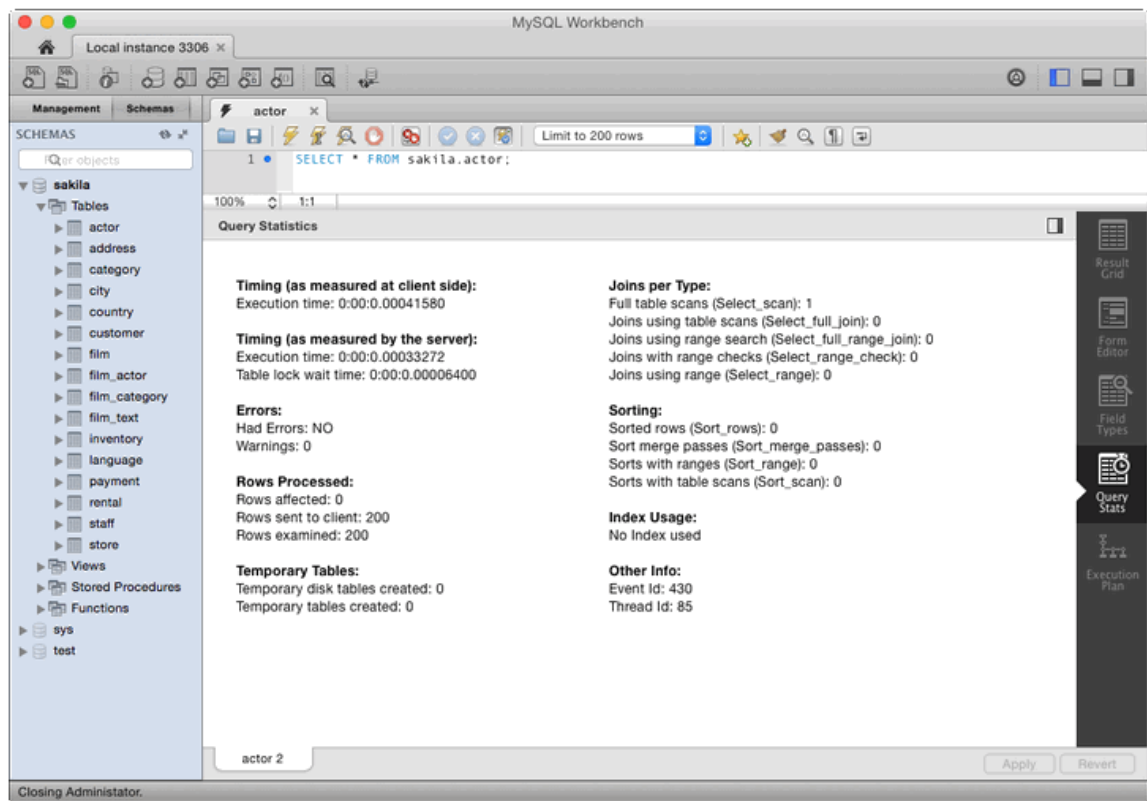 MySQL Workbench
Local instance 3306
Management Schemas
SCHEMAS
actor
Limit to 200 rows
1 SELECT * FROM sakila.actor;
100% 1:1
sakila
Tables
actor
address
category
city
country
customer
film
film_actor
film_category
film_text
inventory
language
payment
rental
staff
store
Views
Stored Procedures
Functions
sys
test
Query Statistics
Timing (as measured at client side):
Execution time: 0:00:0.00041580
Timing (as measured by the server):
Execution time: 0:00:0.00033272
Table lock wait time: 0:00:0.00006400
Errors:
Had Errors: NO
Warnings: 0
Rows Processed:
Rows affected: 0
Rows sent to client: 200
Rows examined: 200
Temporary Tables:
Temporary disk tables created: 0
Temporary tables created: 0
Joins per Type:
Full table scans (Select_scan): 1
Joins using table scans (Select_full_join): 0
Joins using range search (Select_full_range_join): 0
Joins with range checks (Select_range_check): 0
Joins using range (Select_range): 0
Sorting:
Sorted rows (Sort_rows): 0
Sort merge passes (Sort_merge_passes): 0
Sorts with ranges (Sort_range): 0
Sorts with table scans (Sort_scan): 0
Index Usage:
No Index used
Other Info:
Event Id: 430
Thread Id: 85
Result
Grid
Form
Editor
Field
Types
Query
Stats
Execution
Plan
actor 2
Apply Revert
Closing Administator.